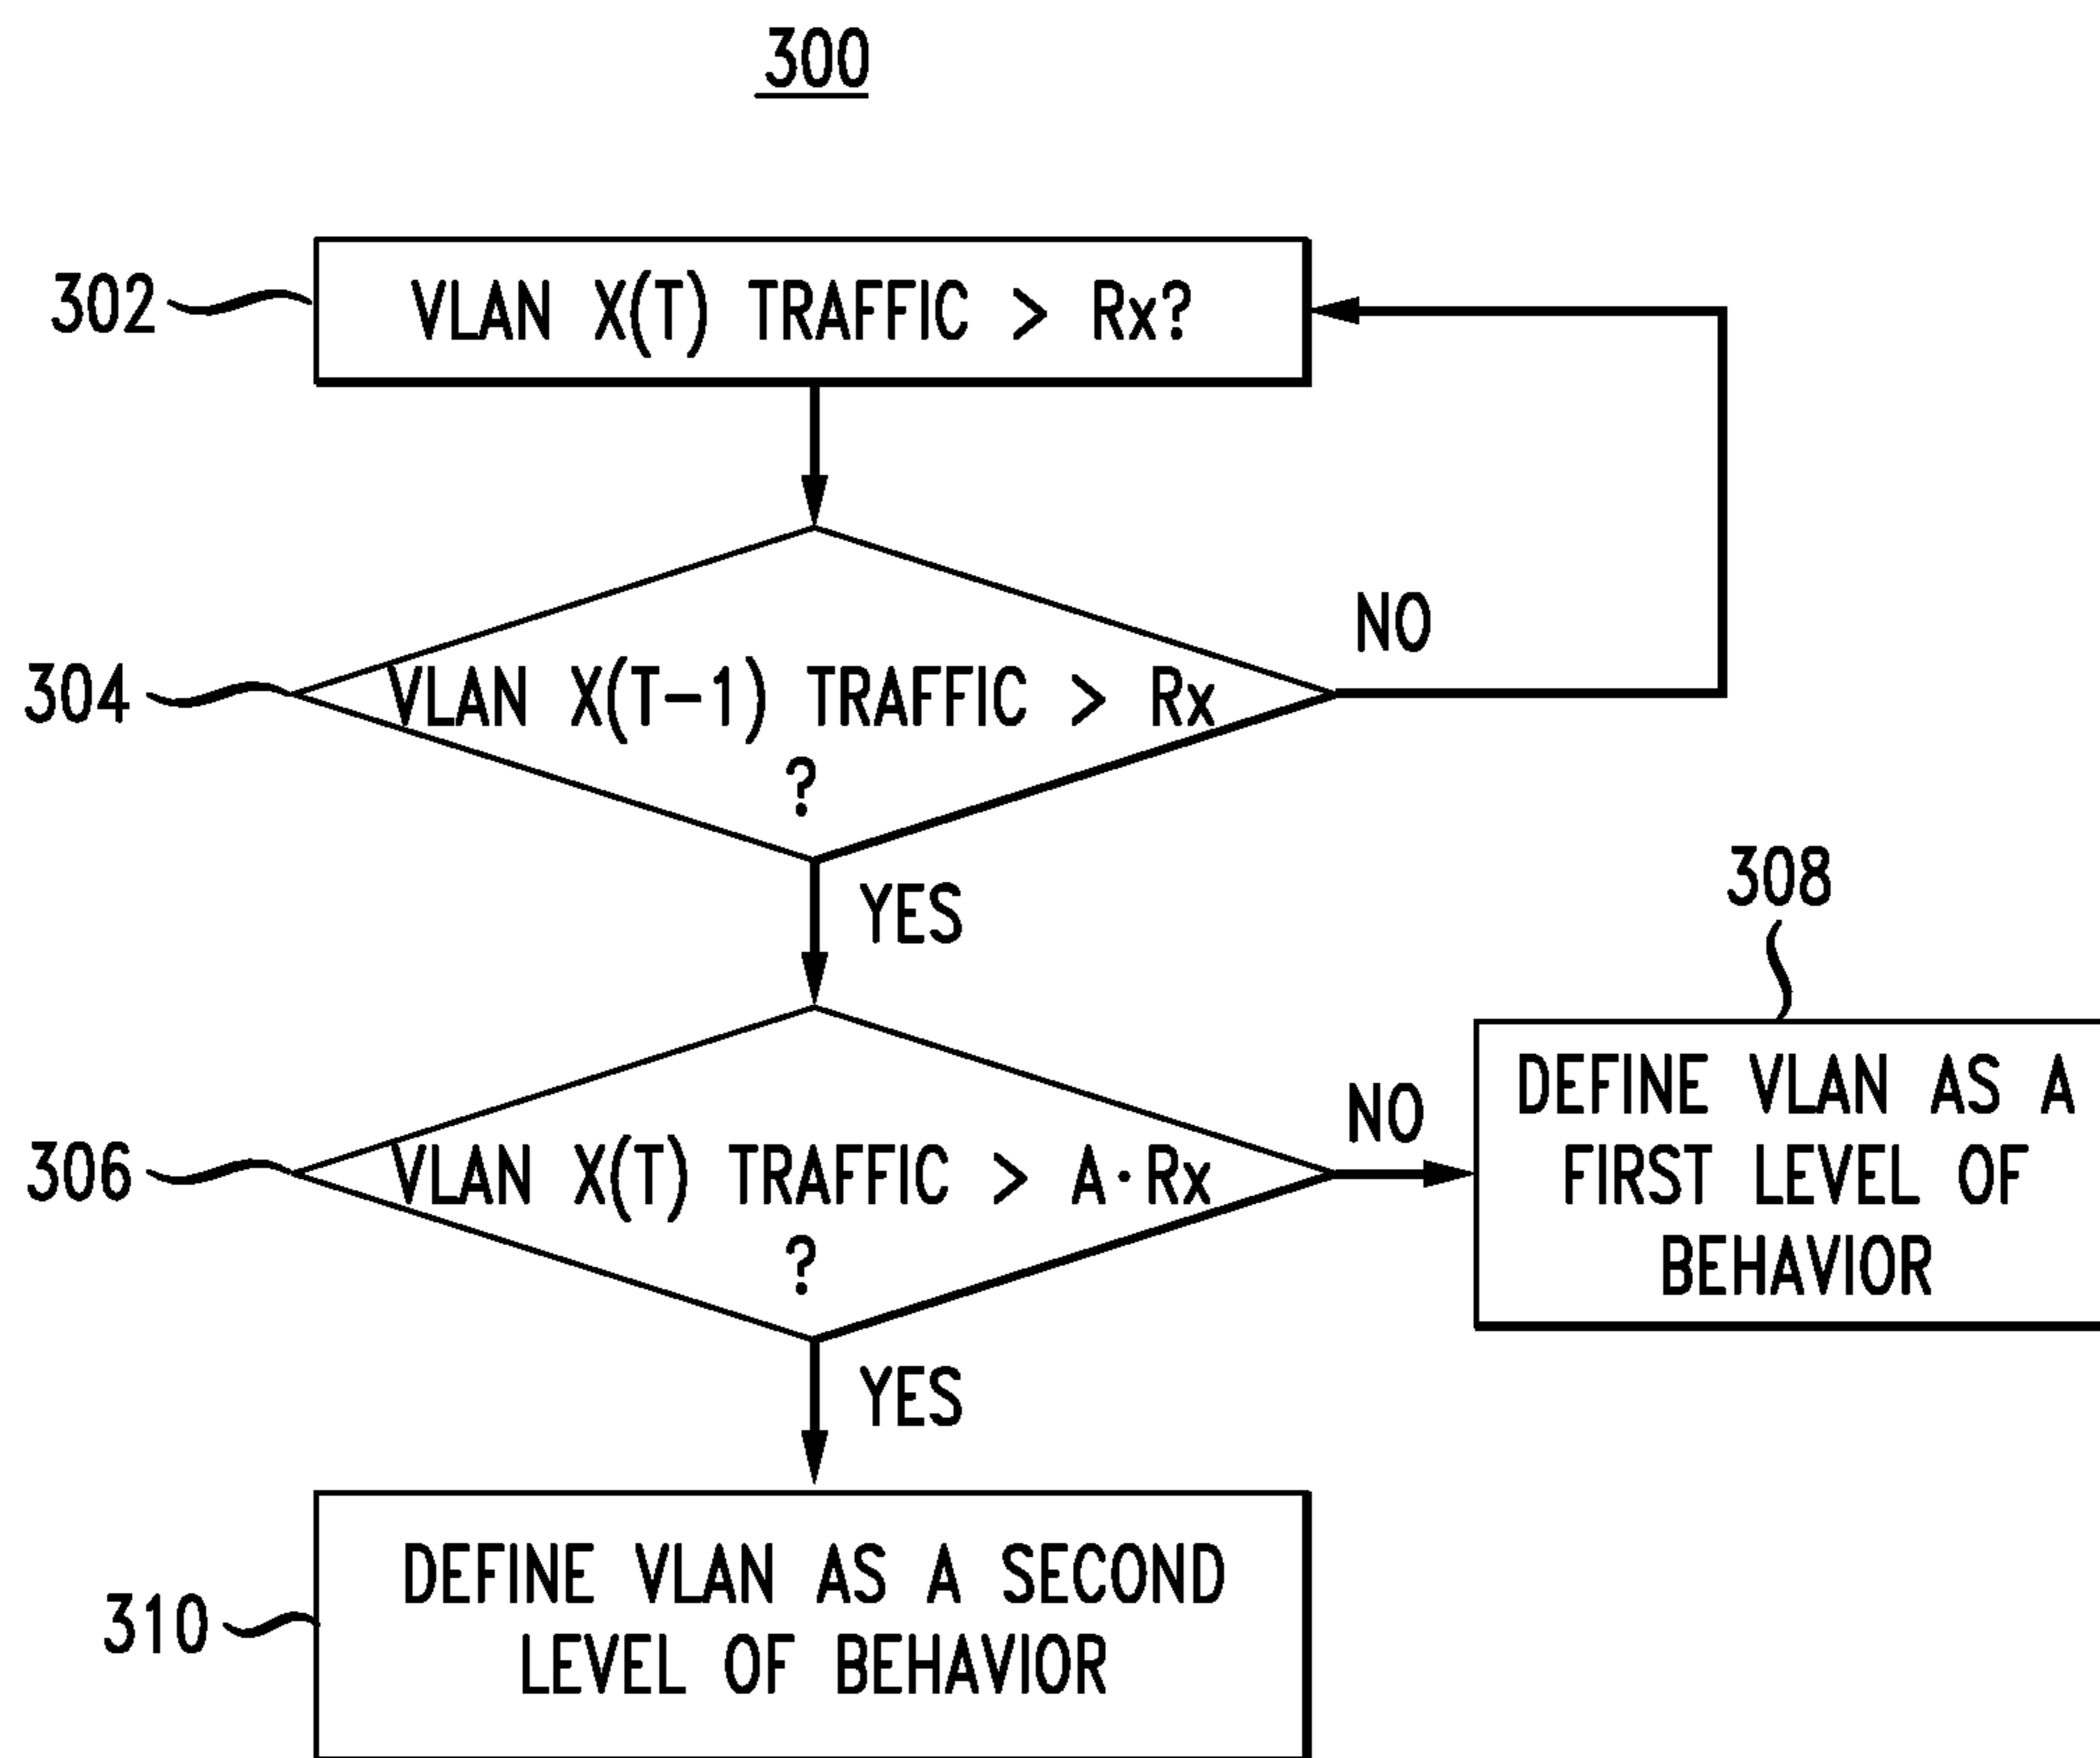 300
302
VLAN X(T) TRAFFIC > Rx?
NO
304
VLAN X(T-1) TRAFFIC > Rx
?
YES
308
306
VLAN X(T) TRAFFIC > A·Rx
?
NO
DEFINE VLAN AS A
FIRST LEVEL OF
BEHAVIOR
YES
310
DEFINE VLAN AS A SECOND
LEVEL OF BEHAVIOR